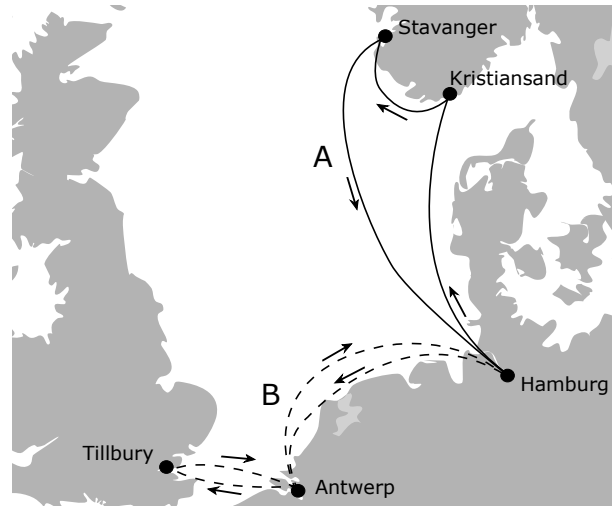 Stavanger
Kristiansand
A
B
Hamburg
Tillbury
Antwerp